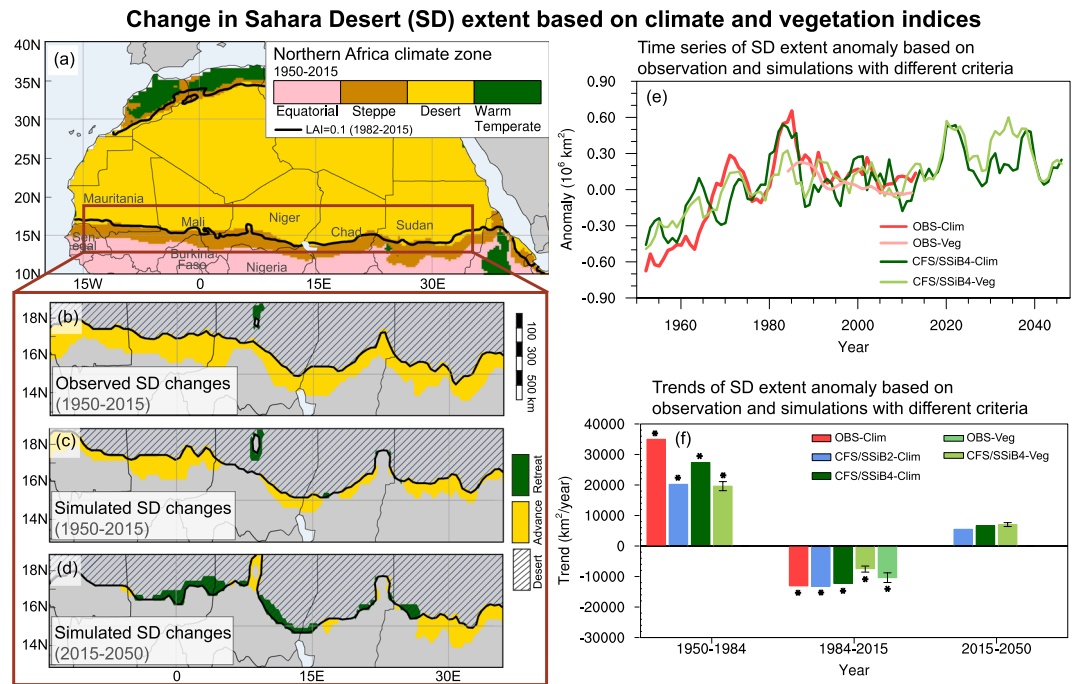 Change in Sahara Desert (SD) extent based on climate and vegetation indices
(a)
Northern Africa climate zone
1950-2015
Equatorial Steppe Desert Warm Temperate
LAI=0.1 (1982-2015)
40N
35N
30N
25N
20N
15N
10N
Mauritania
Mali
Niger
Chad
Sudan
Sen-
egal
Burkina
Faso
Nigeria
15W 0 15E 30E
(b)
18N
16N
14N
Observed SD changes
(1950-2015)
100 300 500 km
(c)
18N
16N
14N
Simulated SD changes
(1950-2015)
(d)
18N
16N
14N
Simulated SD changes
(2015-2050)
0 15E 30E
Retreat
Advance
Desert
Time series of SD extent anomaly based on
observation and simulations with different criteria
(e)
0.90
0.60
0.30
0.00
-0.30
-0.60
-0.90
Anomaly (10⁶ km²)
OBS-Clim
OBS-Veg
CFS/SSiB4-Clim
CFS/SSiB4-Veg
1960 1980 2000 2020 2040
Year
Trends of SD extent anomaly based on
observation and simulations with different criteria
(f)
40000
30000
20000
10000
0
-10000
-20000
-30000
Trend (km²/year)
OBS-Clim OBS-Veg
CFS/SSiB2-Clim CFS/SSiB4-Veg
CFS/SSiB4-Clim
* * * *
* * * * *
1950-1984 1984-2015 2015-2050
Year